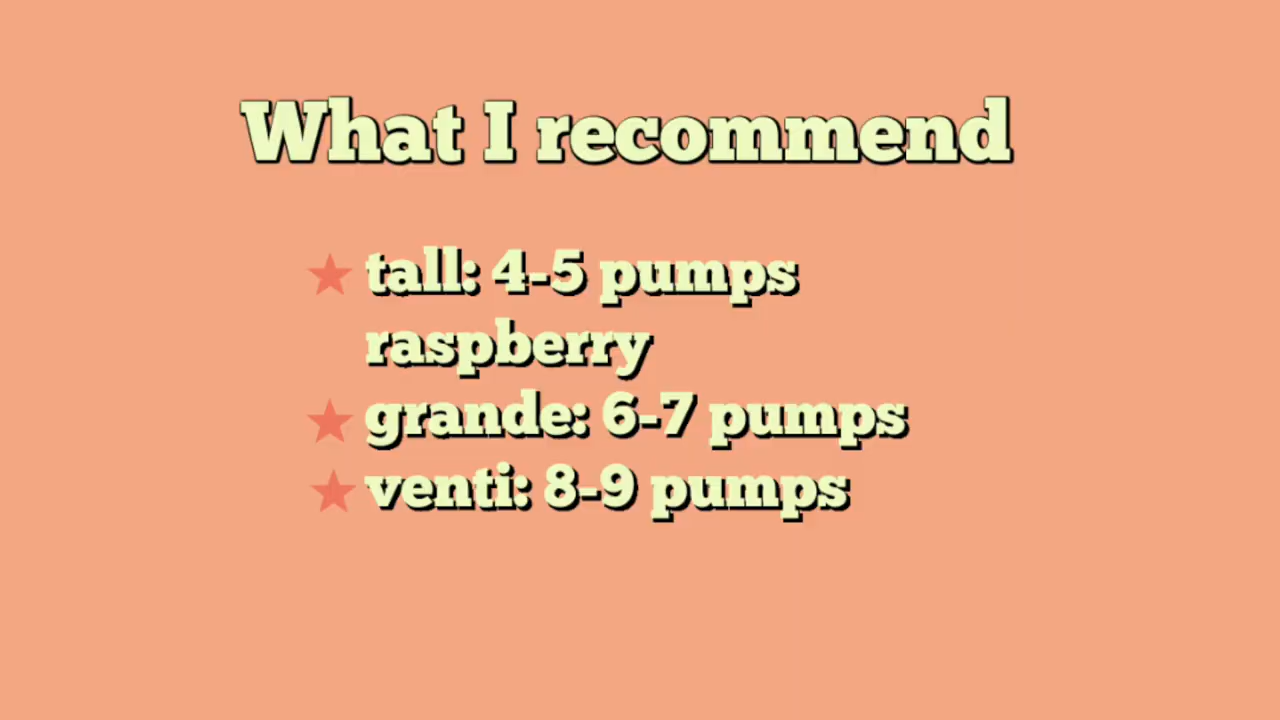 What I recommend
tall: 4-5 pumps
raspberry
grande: 6-7 pumps
venti: 8-9 pumps